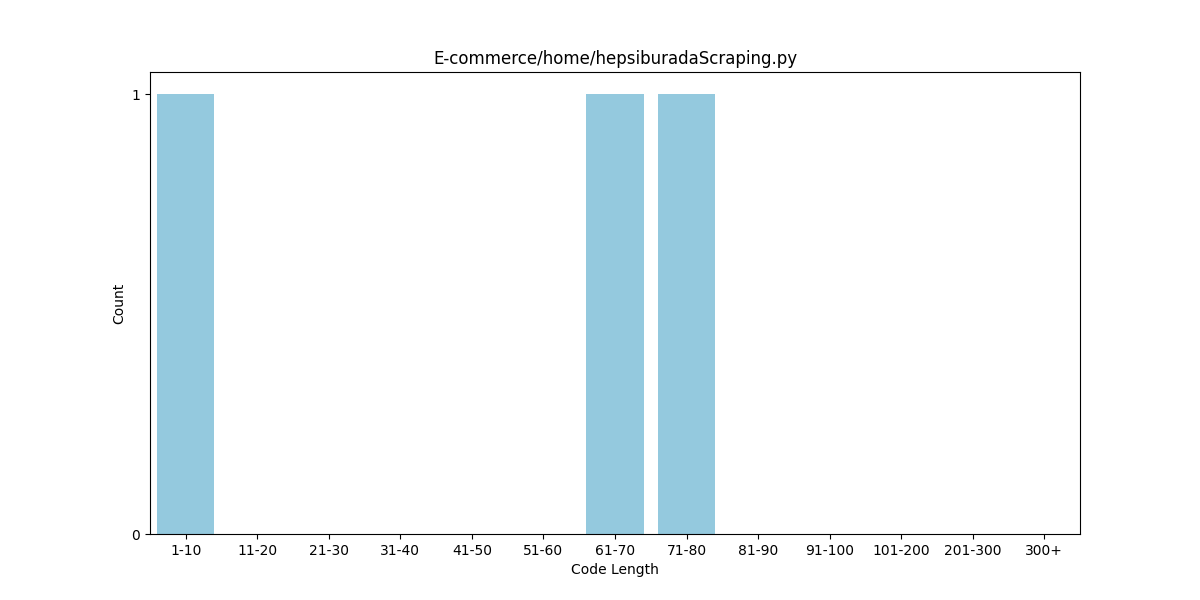 E-commerce/home/hepsiburadaScraping.py
Count
1
0
1-10 11-20 21-30 31-40 41-50 51-60 61-70 71-80 81-90 91-100 101-200 201-300 300+
Code Length